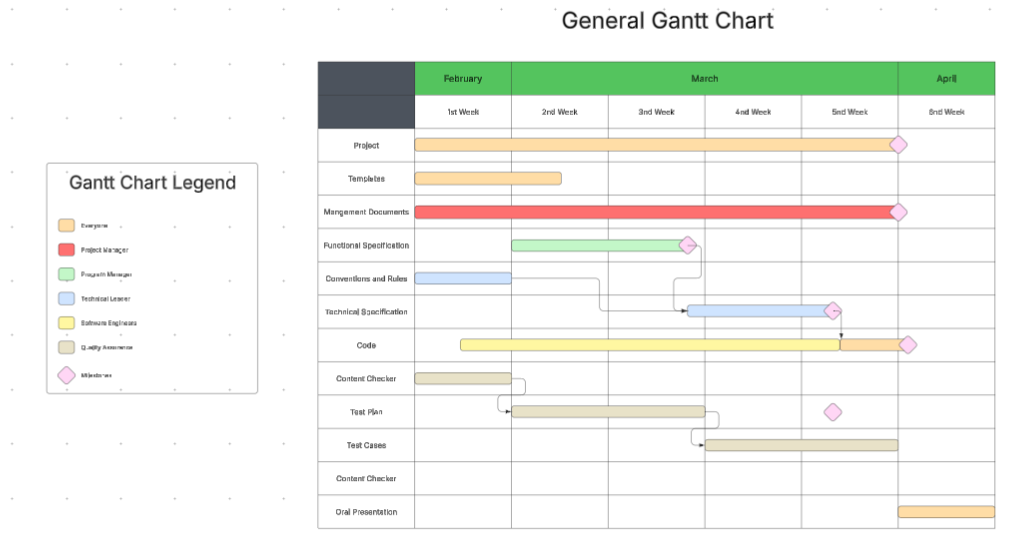 General Gantt Chart
February March April
1st Week 2nd Week 3nd Week 4nd Week 5nd Week 6nd Week
Project
Templates
Mangement Documents
Functional Specification
Conventions and Rules
Technical Specification
Code
Content Checker
Test Plan
Test Cases
Content Checker
Oral Presentation
Gantt Chart Legend
Everyone
Project Manager
Program Manager
Technical Leader
Software Engineers
Quality Assurance
Milestones